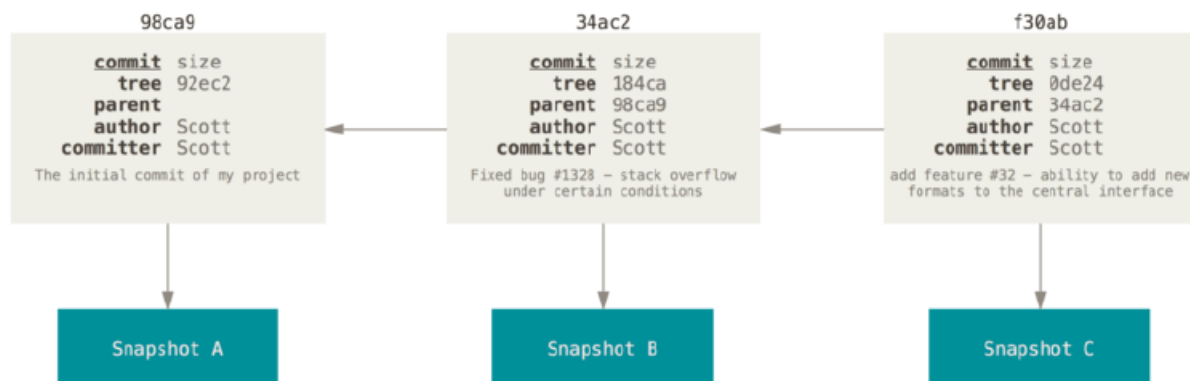 98ca9
commit size
tree 92ec2
parent
author Scott
committer Scott
The initial commit of my project
Snapshot A
34ac2
commit size
tree 184ca
parent 98ca9
author Scott
committer Scott
Fixed bug #1328 – stack overflow
under certain conditions
Snapshot B
f30ab
commit size
tree 0de24
parent 34ac2
author Scott
committer Scott
add feature #32 – ability to add new
formats to the central interface
Snapshot C